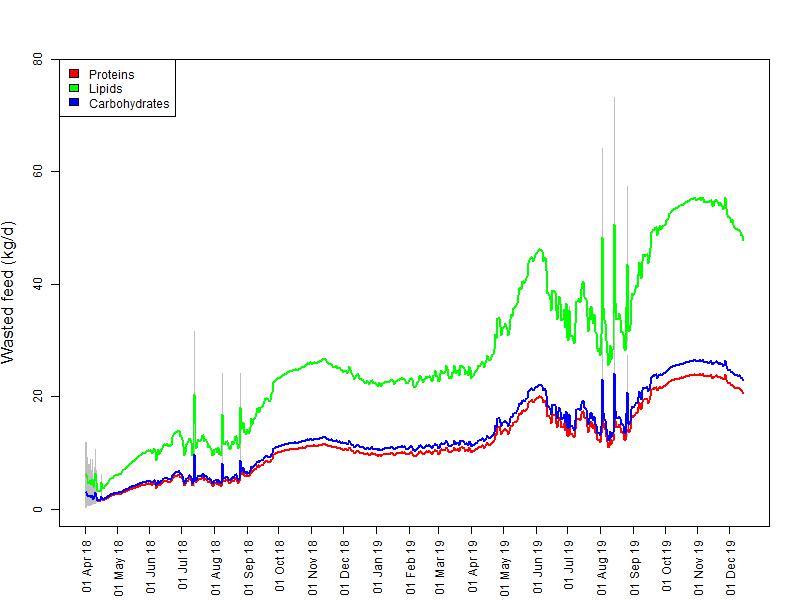 Proteins
Lipids
Carbohydrates
Wasted feed (kg/d)
80
60
40
20
0
01 Apr 18
01 May 18
01 Jun 18
01 Jul 18
01 Aug 18
01 Sep 18
01 Oct 18
01 Nov 18
01 Dec 18
01 Jan 19
01 Feb 19
01 Mar 19
01 Apr 19
01 May 19
01 Jun 19
01 Jul 19
01 Aug 19
01 Sep 19
01 Oct 19
01 Nov 19
01 Dec 19